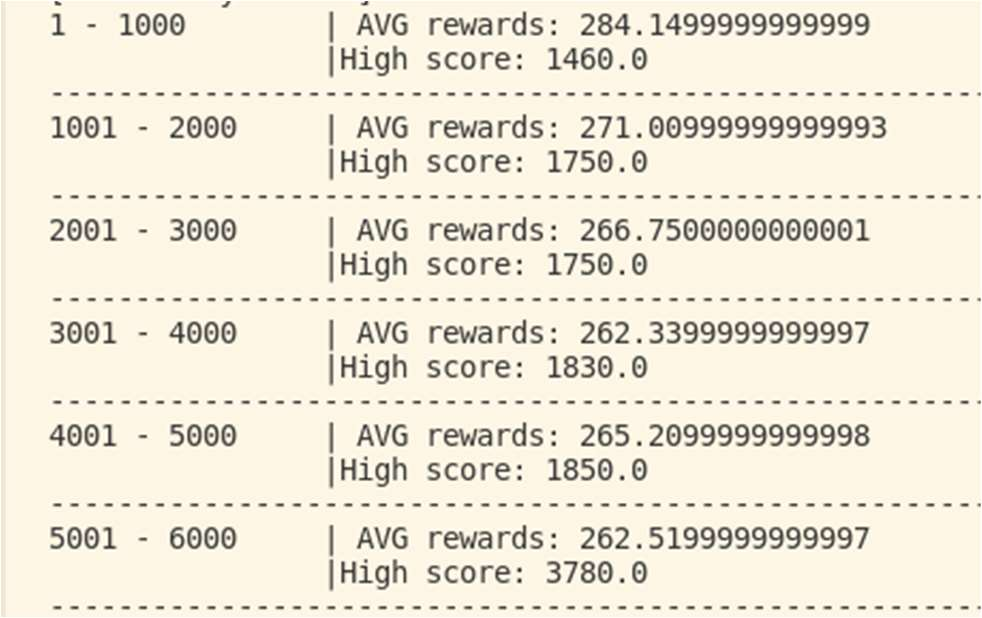 1 - 1000 | AVG rewards: 284.1499999999999
|High score: 1460.0
--------------------------------------------------------
1001 - 2000 | AVG rewards: 271.00999999999993
|High score: 1750.0
--------------------------------------------------------
2001 - 3000 | AVG rewards: 266.7500000000001
|High score: 1750.0
--------------------------------------------------------
3001 - 4000 | AVG rewards: 262.3399999999997
|High score: 1830.0
--------------------------------------------------------
4001 - 5000 | AVG rewards: 265.2099999999998
|High score: 1850.0
--------------------------------------------------------
5001 - 6000 | AVG rewards: 262.5199999999997
|High score: 3780.0
--------------------------------------------------------